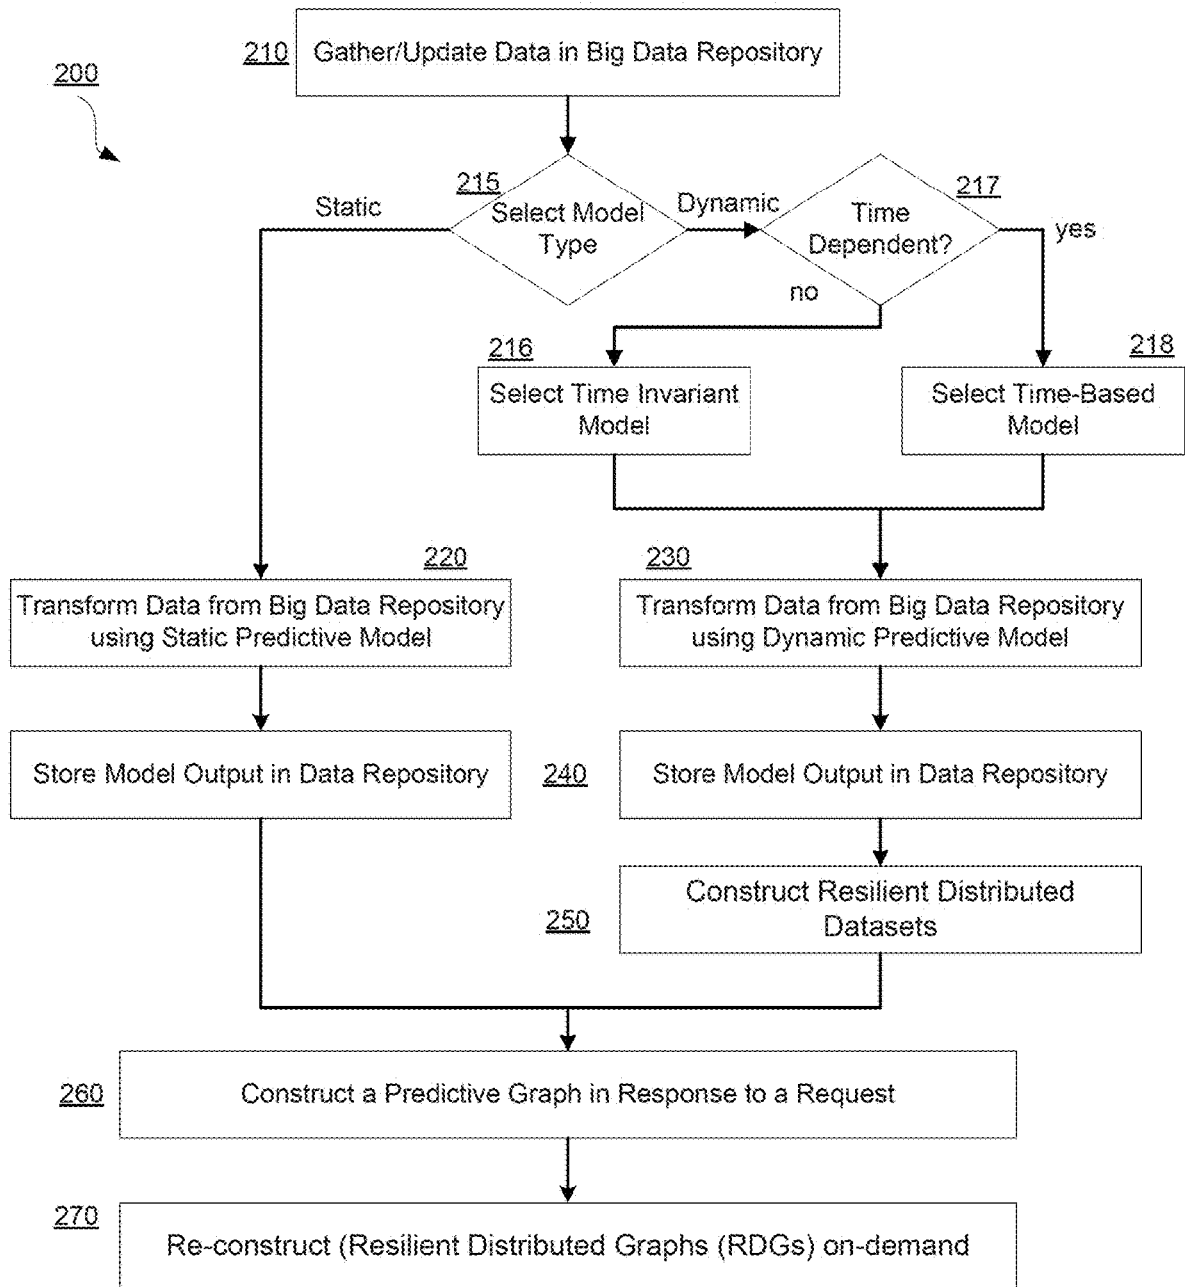 210
Gather/Update Data in Big Data Repository
200
215
Select Model
Type
Static
Dynamic
217
Time
Dependent?
yes
no
216
Select Time Invariant
Model
218
Select Time-Based
Model
220
Transform Data from Big Data Repository
using Static Predictive Model
230
Transform Data from Big Data Repository
using Dynamic Predictive Model
Store Model Output in Data Repository
240
Store Model Output in Data Repository
250
Construct Resilient Distributed
Datasets
260
Construct a Predictive Graph in Response to a Request
270
Re-construct (Resilient Distributed Graphs (RDGs) on-demand